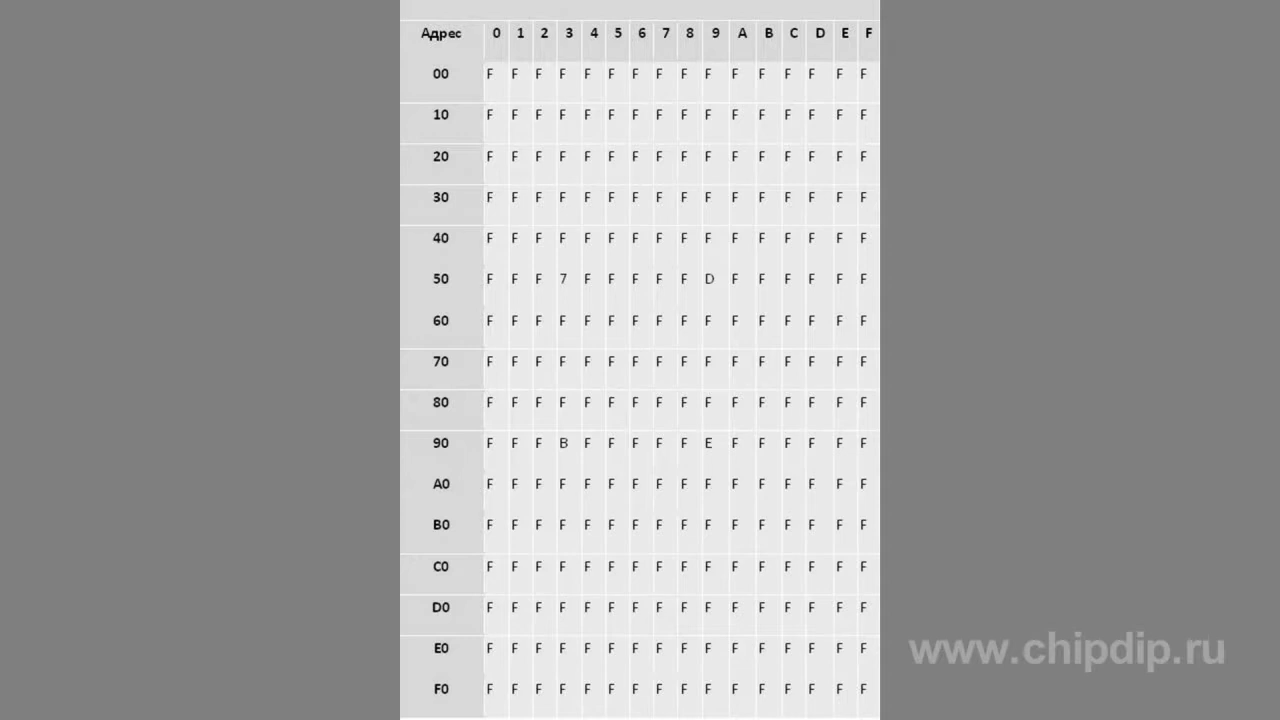 Адрес 0 1 2 3 4 5 6 7 8 9 A B C D E F
00 F F F F F F F F F F F F F F F F
10 F F F F F F F F F F F F F F F F
20 F F F F F F F F F F F F F F F F
30 F F F F F F F F F F F F F F F F
40 F F F F F F F F F F F F F F F F
50 F F F 7 F F F F F D F F F F F F
60 F F F F F F F F F F F F F F F F
70 F F F F F F F F F F F F F F F F
80 F F F F F F F F F F F F F F F F
90 F F F B F F F F F E F F F F F F
A0 F F F F F F F F F F F F F F F F
B0 F F F F F F F F F F F F F F F F
C0 F F F F F F F F F F F F F F F F
D0 F F F F F F F F F F F F F F F F
E0 F F F F F F F F F F F F F F F F
F0 F F F F F F F F F F F F F F F F
www.chipdip.ru